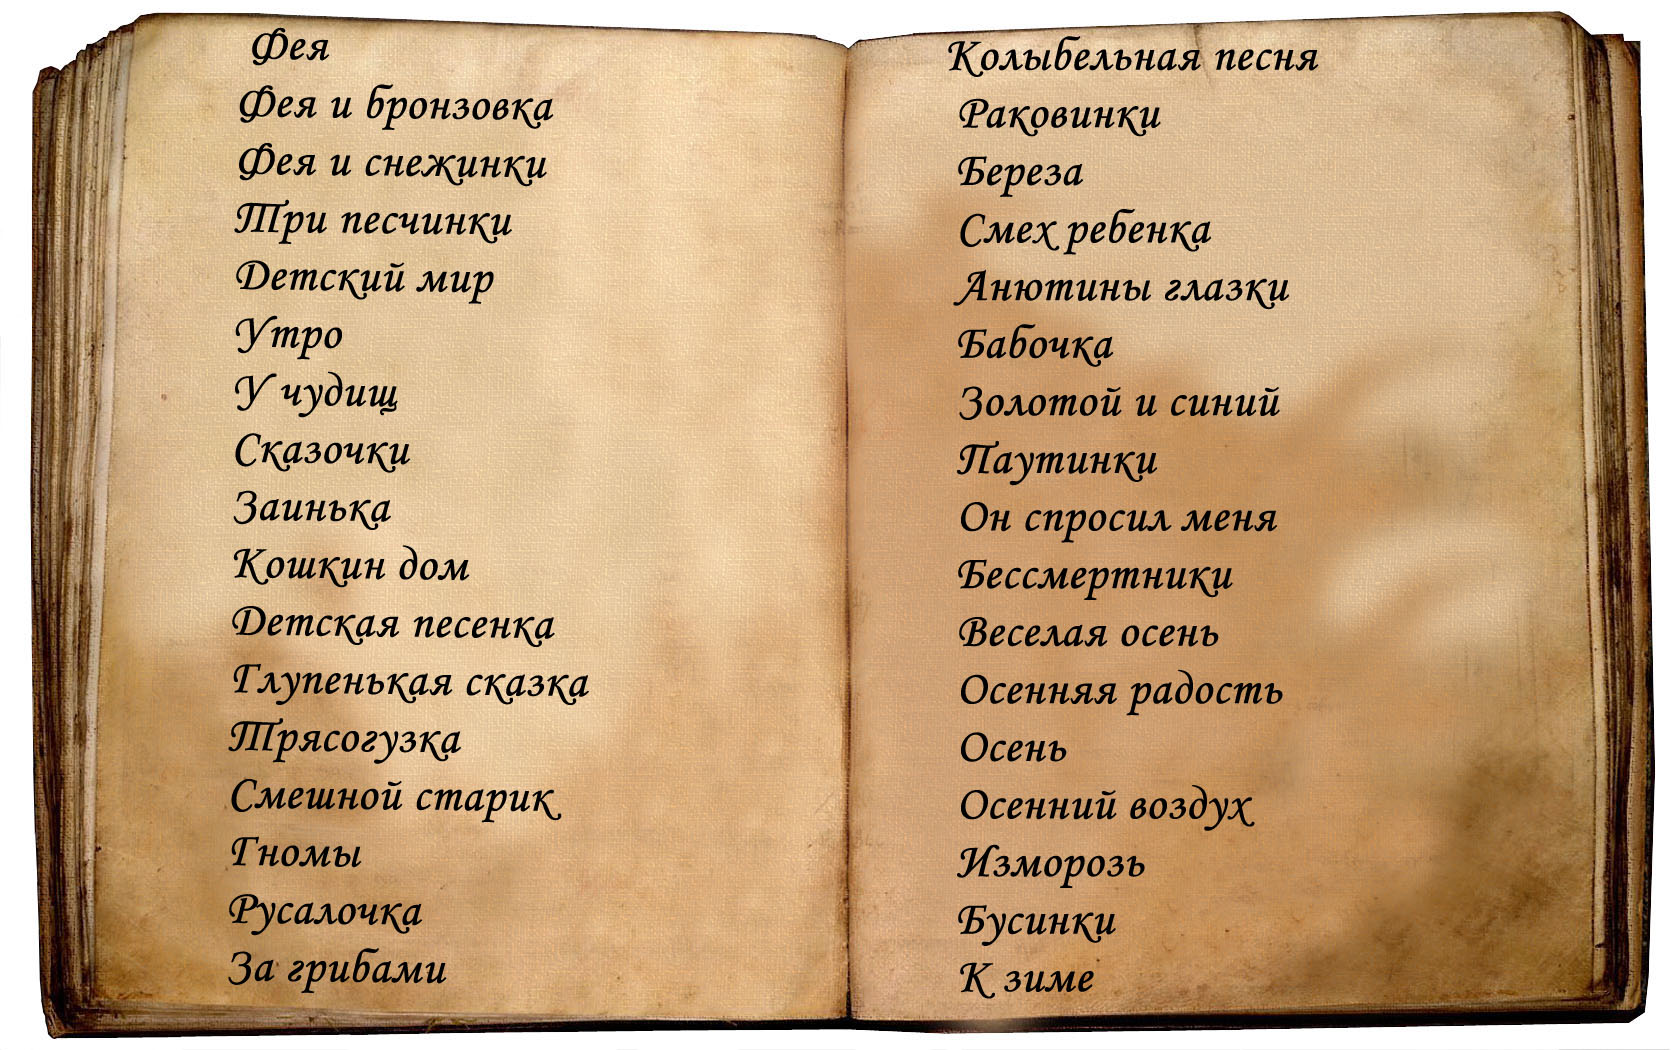 Фея
Фея и бронзовка
Фея и снежинки
Три песчинки
Детский мир
Утро
У чудищ
Сказочки
Заинька
Кошкин дом
Детская песенка
Глупенькая сказка
Трясогузка
Смешной старик
Гномы
Русалочка
За грибами
Колыбельная песня
Раковинки
Береза
Смех ребенка
Анютины глазки
Бабочка
Золотой и синий
Паутинки
Он спросил меня
Бессмертники
Веселая осень
Осенняя радость
Осень
Осенний воздух
Изморозь
Бусинки
К зиме